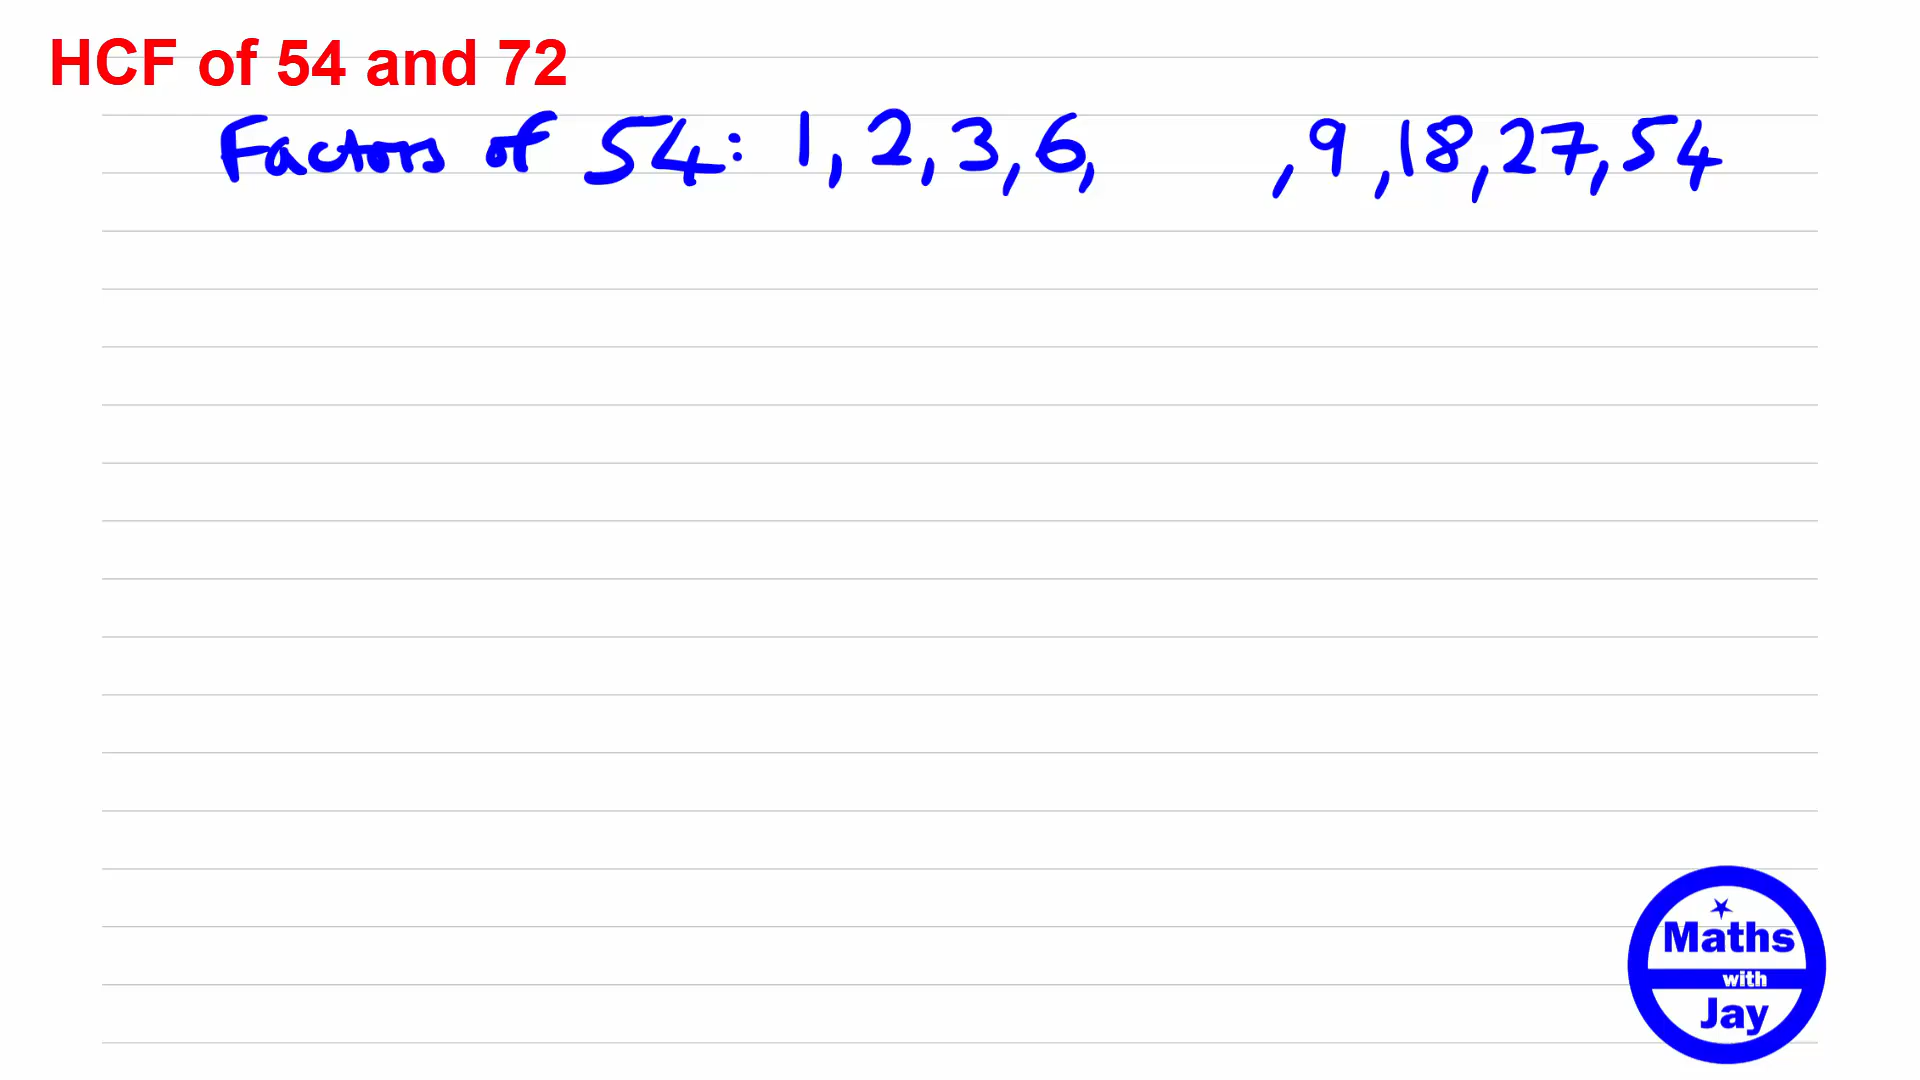 HCF of 54 and 72
Factors of 54: 1, 2, 3, 6, , 9, 18, 27, 54
Maths
with
Jay